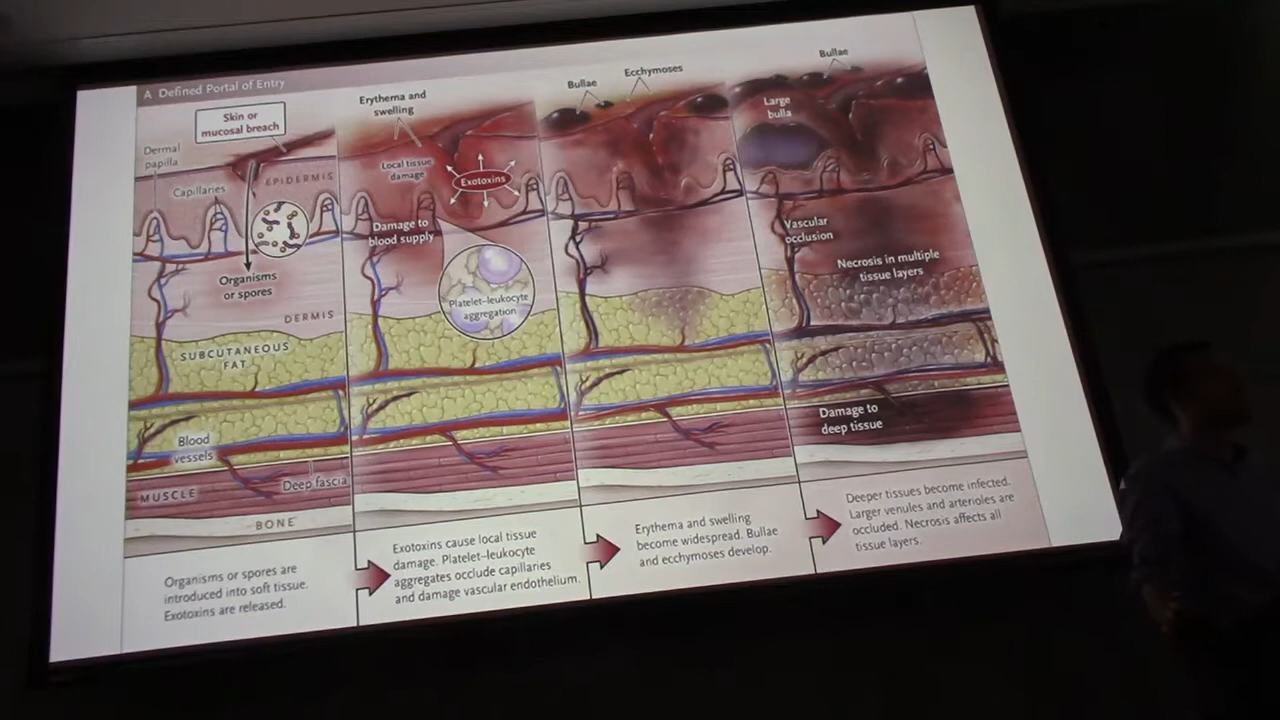 A Defined Portal of Entry
Skin or
mucosal breach
Dermal
papilla
Capillaries
EPIDERMIS
Organisms
or spores
DERMIS
SUBCUTANEOUS
FAT
Blood
vessels
Deep fascia
MUSCLE
BONE
Organisms or spores are
introduced into soft tissue.
Exotoxins are released.
Erythema and
swelling
Local tissue
damage
Exotoxins
Damage to
blood supply
Platelet–leukocyte
aggregation
Exotoxins cause local tissue
damage. Platelet–leukocyte
aggregates occlude capillaries
and damage vascular endothelium.
Bullae
Ecchymoses
Erythema and swelling
become widespread. Bullae
and ecchymoses develop.
Bullae
Large
bulla
Vascular
occlusion
Necrosis in multiple
tissue layers
Damage to
deep tissue
Deeper tissues become infected.
Larger venules and arterioles are
occluded. Necrosis affects all
tissue layers.